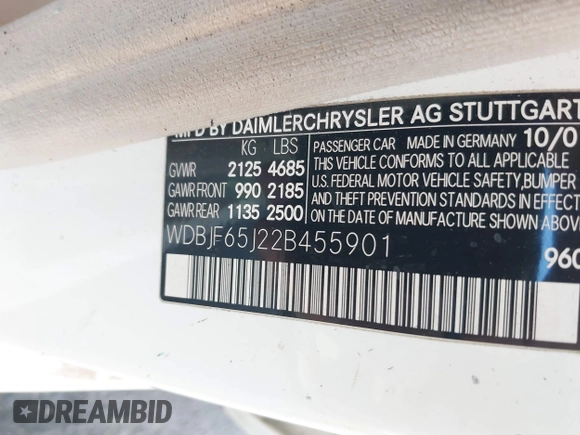 MFD BY DAIMLERCHRYSLER AG STUTTGART
KG LBS
GVWR 2125 4685
GAWR FRONT 990 2185
GAWR REAR 1135 2500
PASSENGER CAR MADE IN GERMANY 10/0
THIS VEHICLE CONFORMS TO ALL APPLICABLE
U.S. FEDERAL MOTOR VEHICLE SAFETY, BUMPER
AND THEFT PREVENTION STANDARDS IN EFFECT
ON THE DATE OF MANUFACTURE SHOWN
WDBJF65J22B455901
960
DREAMBID